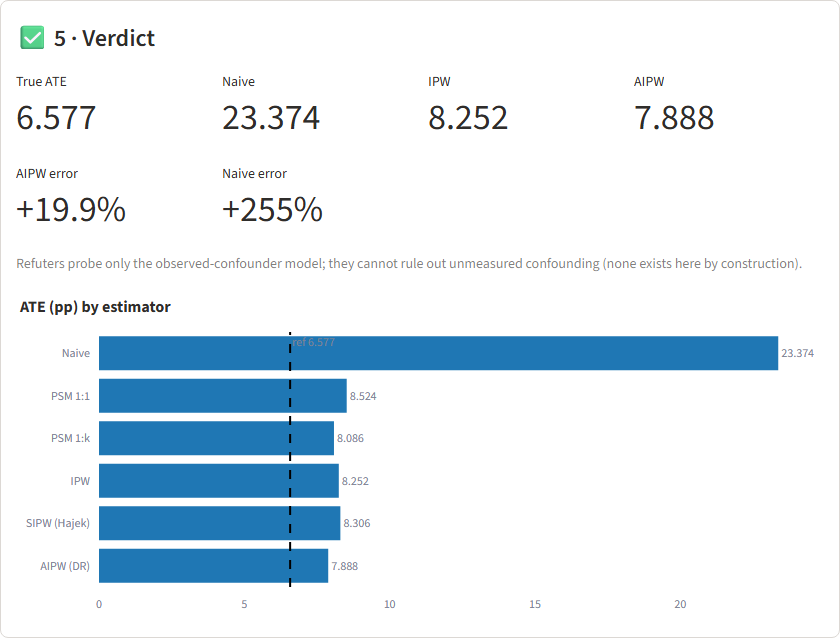 ✅ 5 · Verdict
True ATE Naive IPW AIPW
6.577 23.374 8.252 7.888
AIPW error Naive error
+19.9% +255%
Refuters probe only the observed-confounder model; they cannot rule out unmeasured confounding (none exists here by construction).
ATE (pp) by estimator
ref 6.577
Naive 23.374
PSM 1:1 8.524
PSM 1:k 8.086
IPW 8.252
SIPW (Hajek) 8.306
AIPW (DR) 7.888
0 5 10 15 20